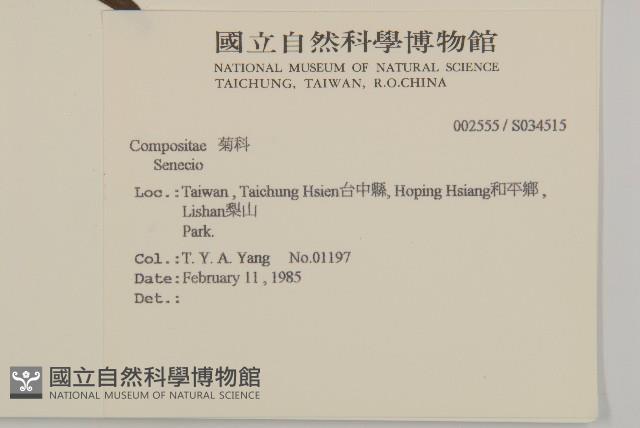 國立自然科學博物館
NATIONAL MUSEUM OF NATURAL SCIENCE
TAICHUNG, TAIWAN, R.O.CHINA
002555 / S034515
Compositae 菊科
Senecio
Loc.:Taiwan , Taichung Hsien台中縣, Hoping Hsiang和平鄉 ,
Lishan梨山
Park.
Col.:T. Y. A. Yang No.01197
Date:February 11 , 1985
Det.:
國立自然科學博物館
NATIONAL MUSEUM OF NATURAL SCIENCE